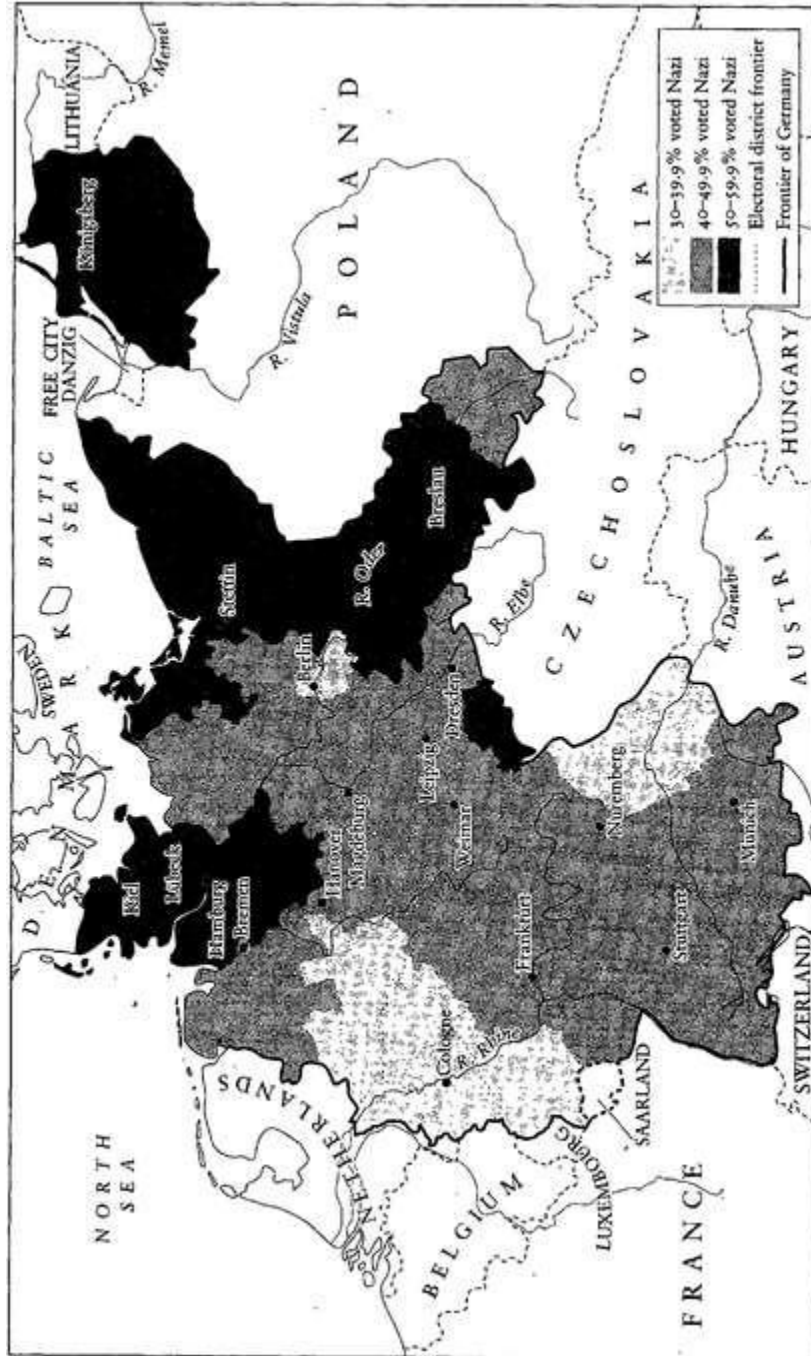 NORTH
SEA
DENMARK
SWEDEN
BALTIC
SEA
FREE CITY
DANZIG
LITHUANIA
R. Memel
Königsberg
Kiel
Lübeck
Hamburg
Bremen
Stettin
NETHERLANDS
Hanover
Magdeburg
Berlin
R. Oder
R. Vistula
POLAND
Cologne
R. Rhine
Leipzig
Weimar
Dresden
Breslau
R. Elbe
BELGIUM
LUXEMBOURG
SAARLAND
Frankfurt
Nuremberg
CZECHOSLOVAKIA
FRANCE
Stuttgart
Munich
R. Danube
SWITZERLAND
AUSTRIA
HUNGARY
30–39.9% voted Nazi
40–49.9% voted Nazi
50–59.9% voted Nazi
Electoral district frontier
Frontier of Germany